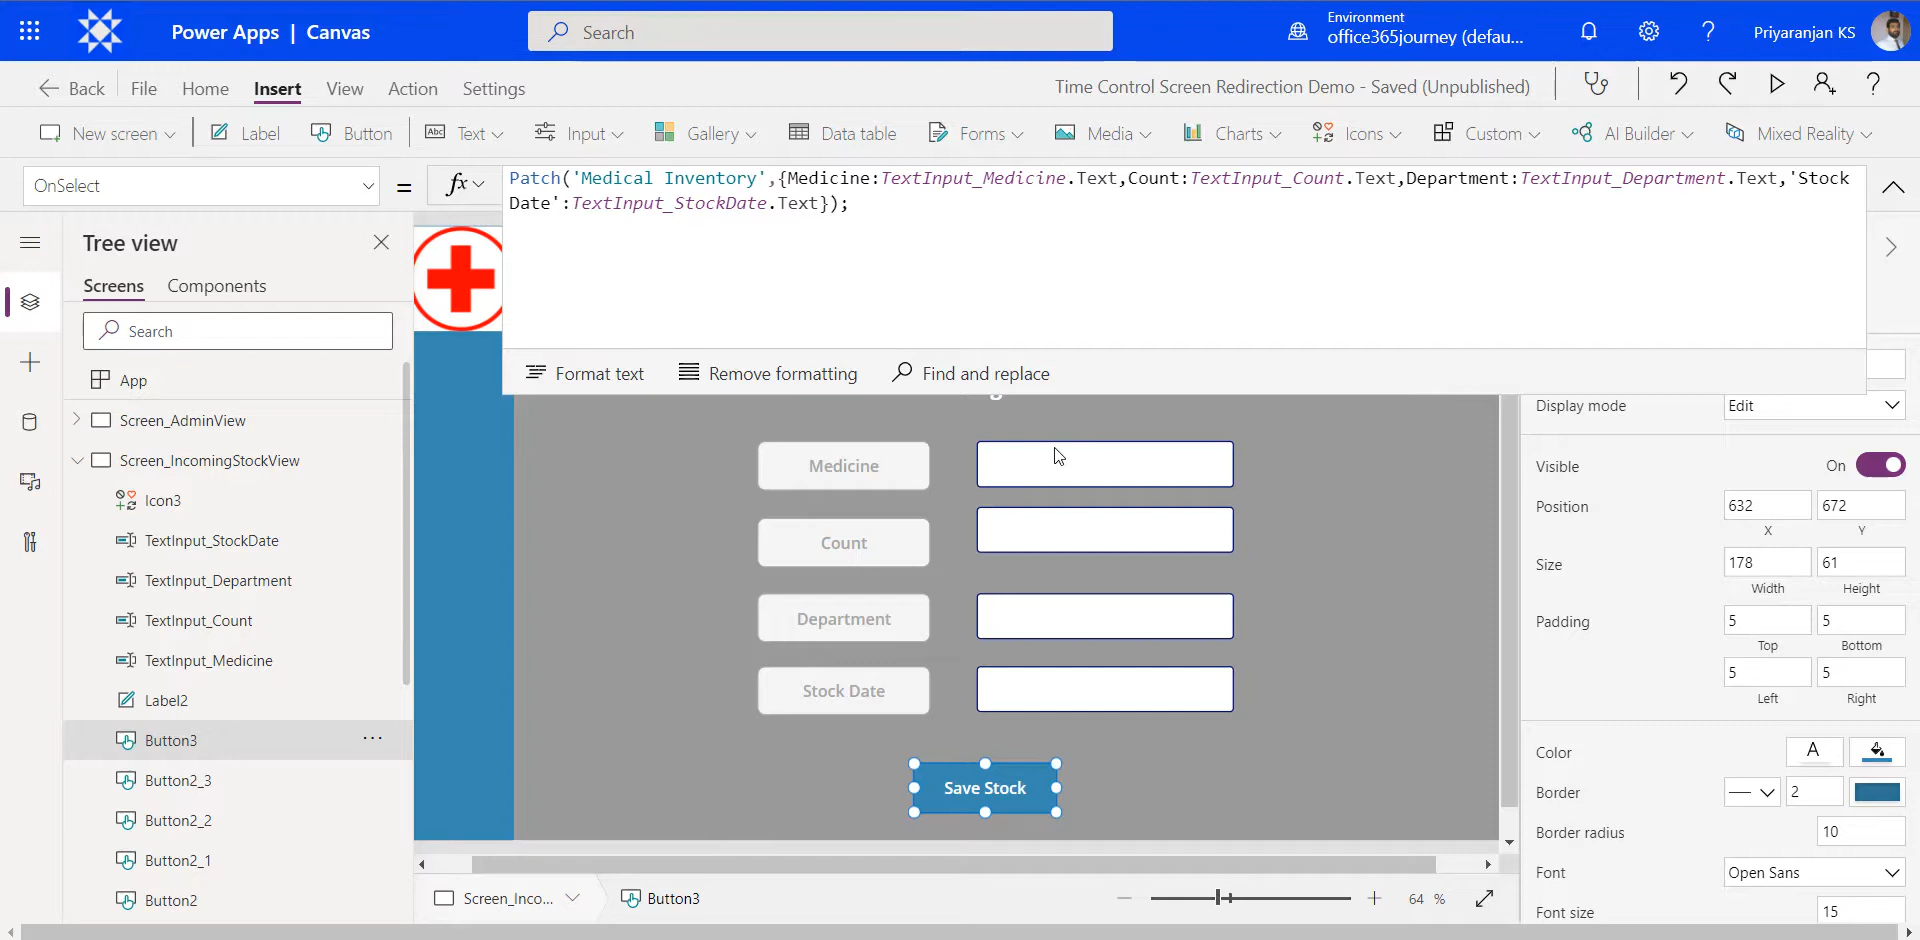 Power Apps | Canvas
Search
Environment
office365journey (defau...
Priyaranjan KS
Back
File
Home
Insert
View
Action
Settings
Time Control Screen Redirection Demo - Saved (Unpublished)
New screen
Label
Button
Text
Input
Gallery
Data table
Forms
Media
Charts
Icons
Custom
AI Builder
Mixed Reality
OnSelect
=
fx
Patch('Medical Inventory',{Medicine:TextInput_Medicine.Text,Count:TextInput_Count.Text,Department:TextInput_Department.Text,'Stock
Date':TextInput_StockDate.Text});
Format text
Remove formatting
Find and replace
Tree view
Screens
Components
Search
App
Screen_AdminView
Screen_IncomingStockView
Icon3
TextInput_StockDate
TextInput_Department
TextInput_Count
TextInput_Medicine
Label2
Button3
Button2_3
Button2_2
Button2_1
Button2
Medicine
Count
Department
Stock Date
Save Stock
Screen_Inco...
Button3
64 %
Display mode
Edit
Visible
On
Position
632
672
X
Y
Size
178
61
Width
Height
Padding
5
5
Top
Bottom
5
5
Left
Right
Color
A
Border
2
Border radius
10
Font
Open Sans
Font size
15